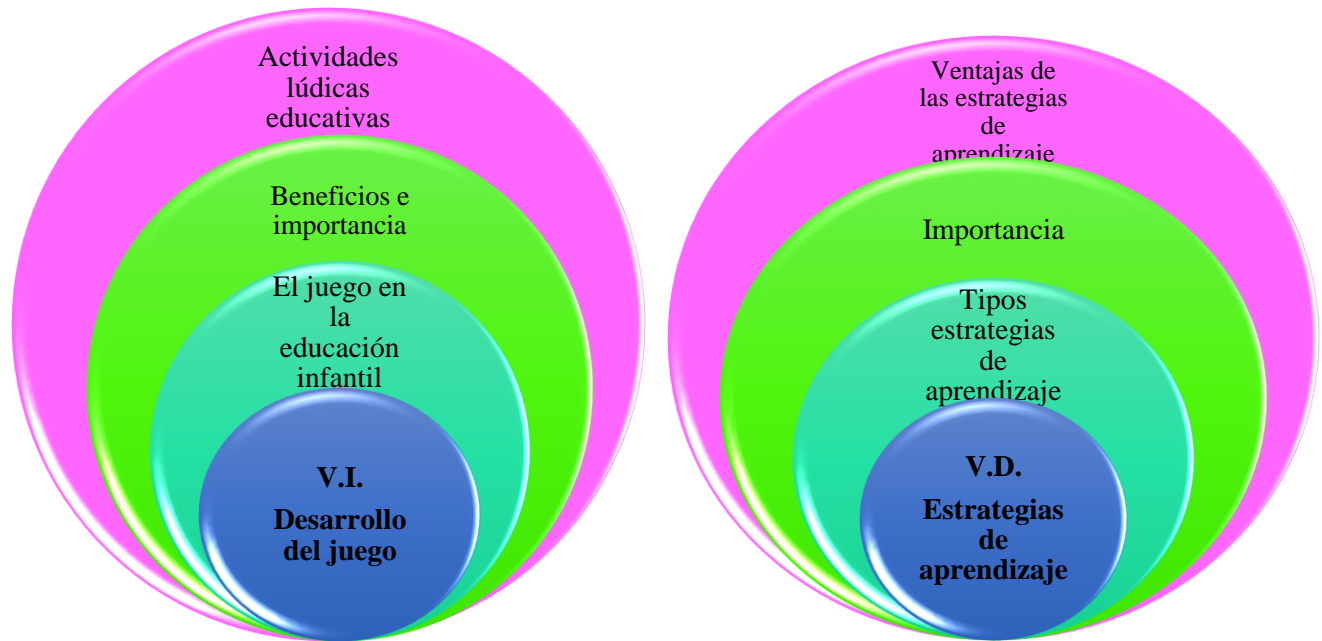 Actividades
lúdicas
educativas
Beneficios e
importancia
El juego en
la
educación
infantil
V.I.
Desarrollo
del juego
Ventajas de
las estrategias
de
aprendizaje
Importancia
Tipos
estrategias
de
aprendizaje
V.D.
Estrategias
de
aprendizaje